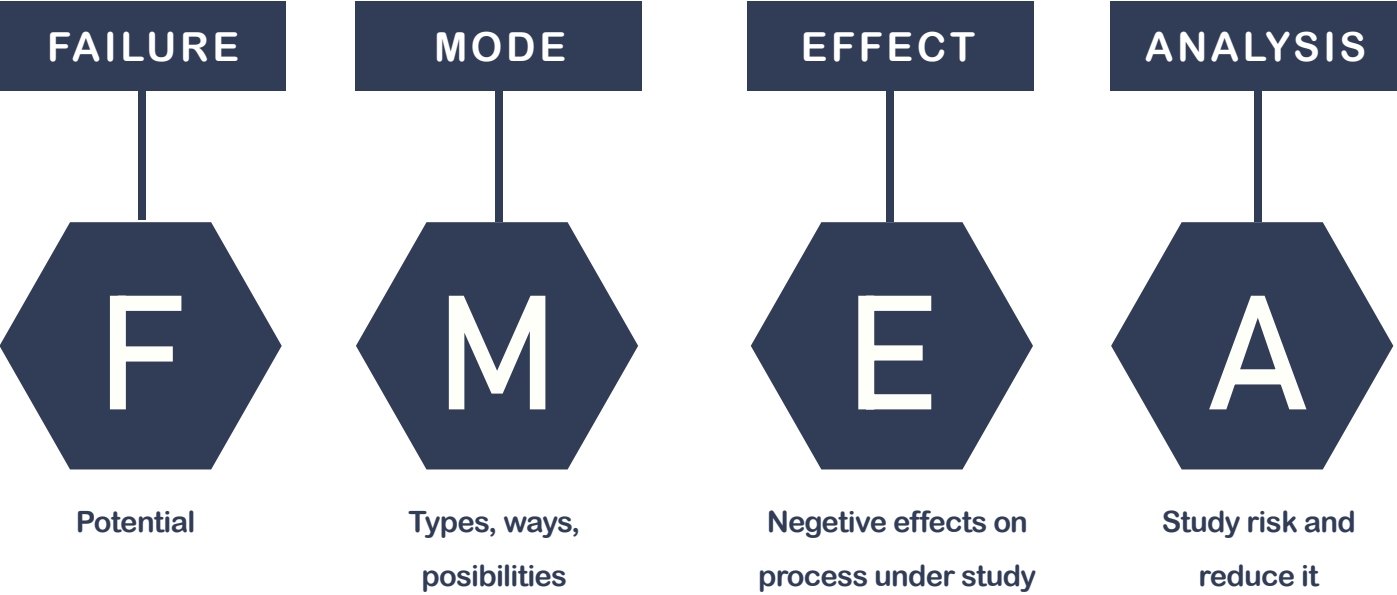 FAILURE
MODE
EFFECT
ANALYSIS
F
M
E
A
Potential
Types, ways,
posibilities
Negetive effects on
process under study
Study risk and
reduce it